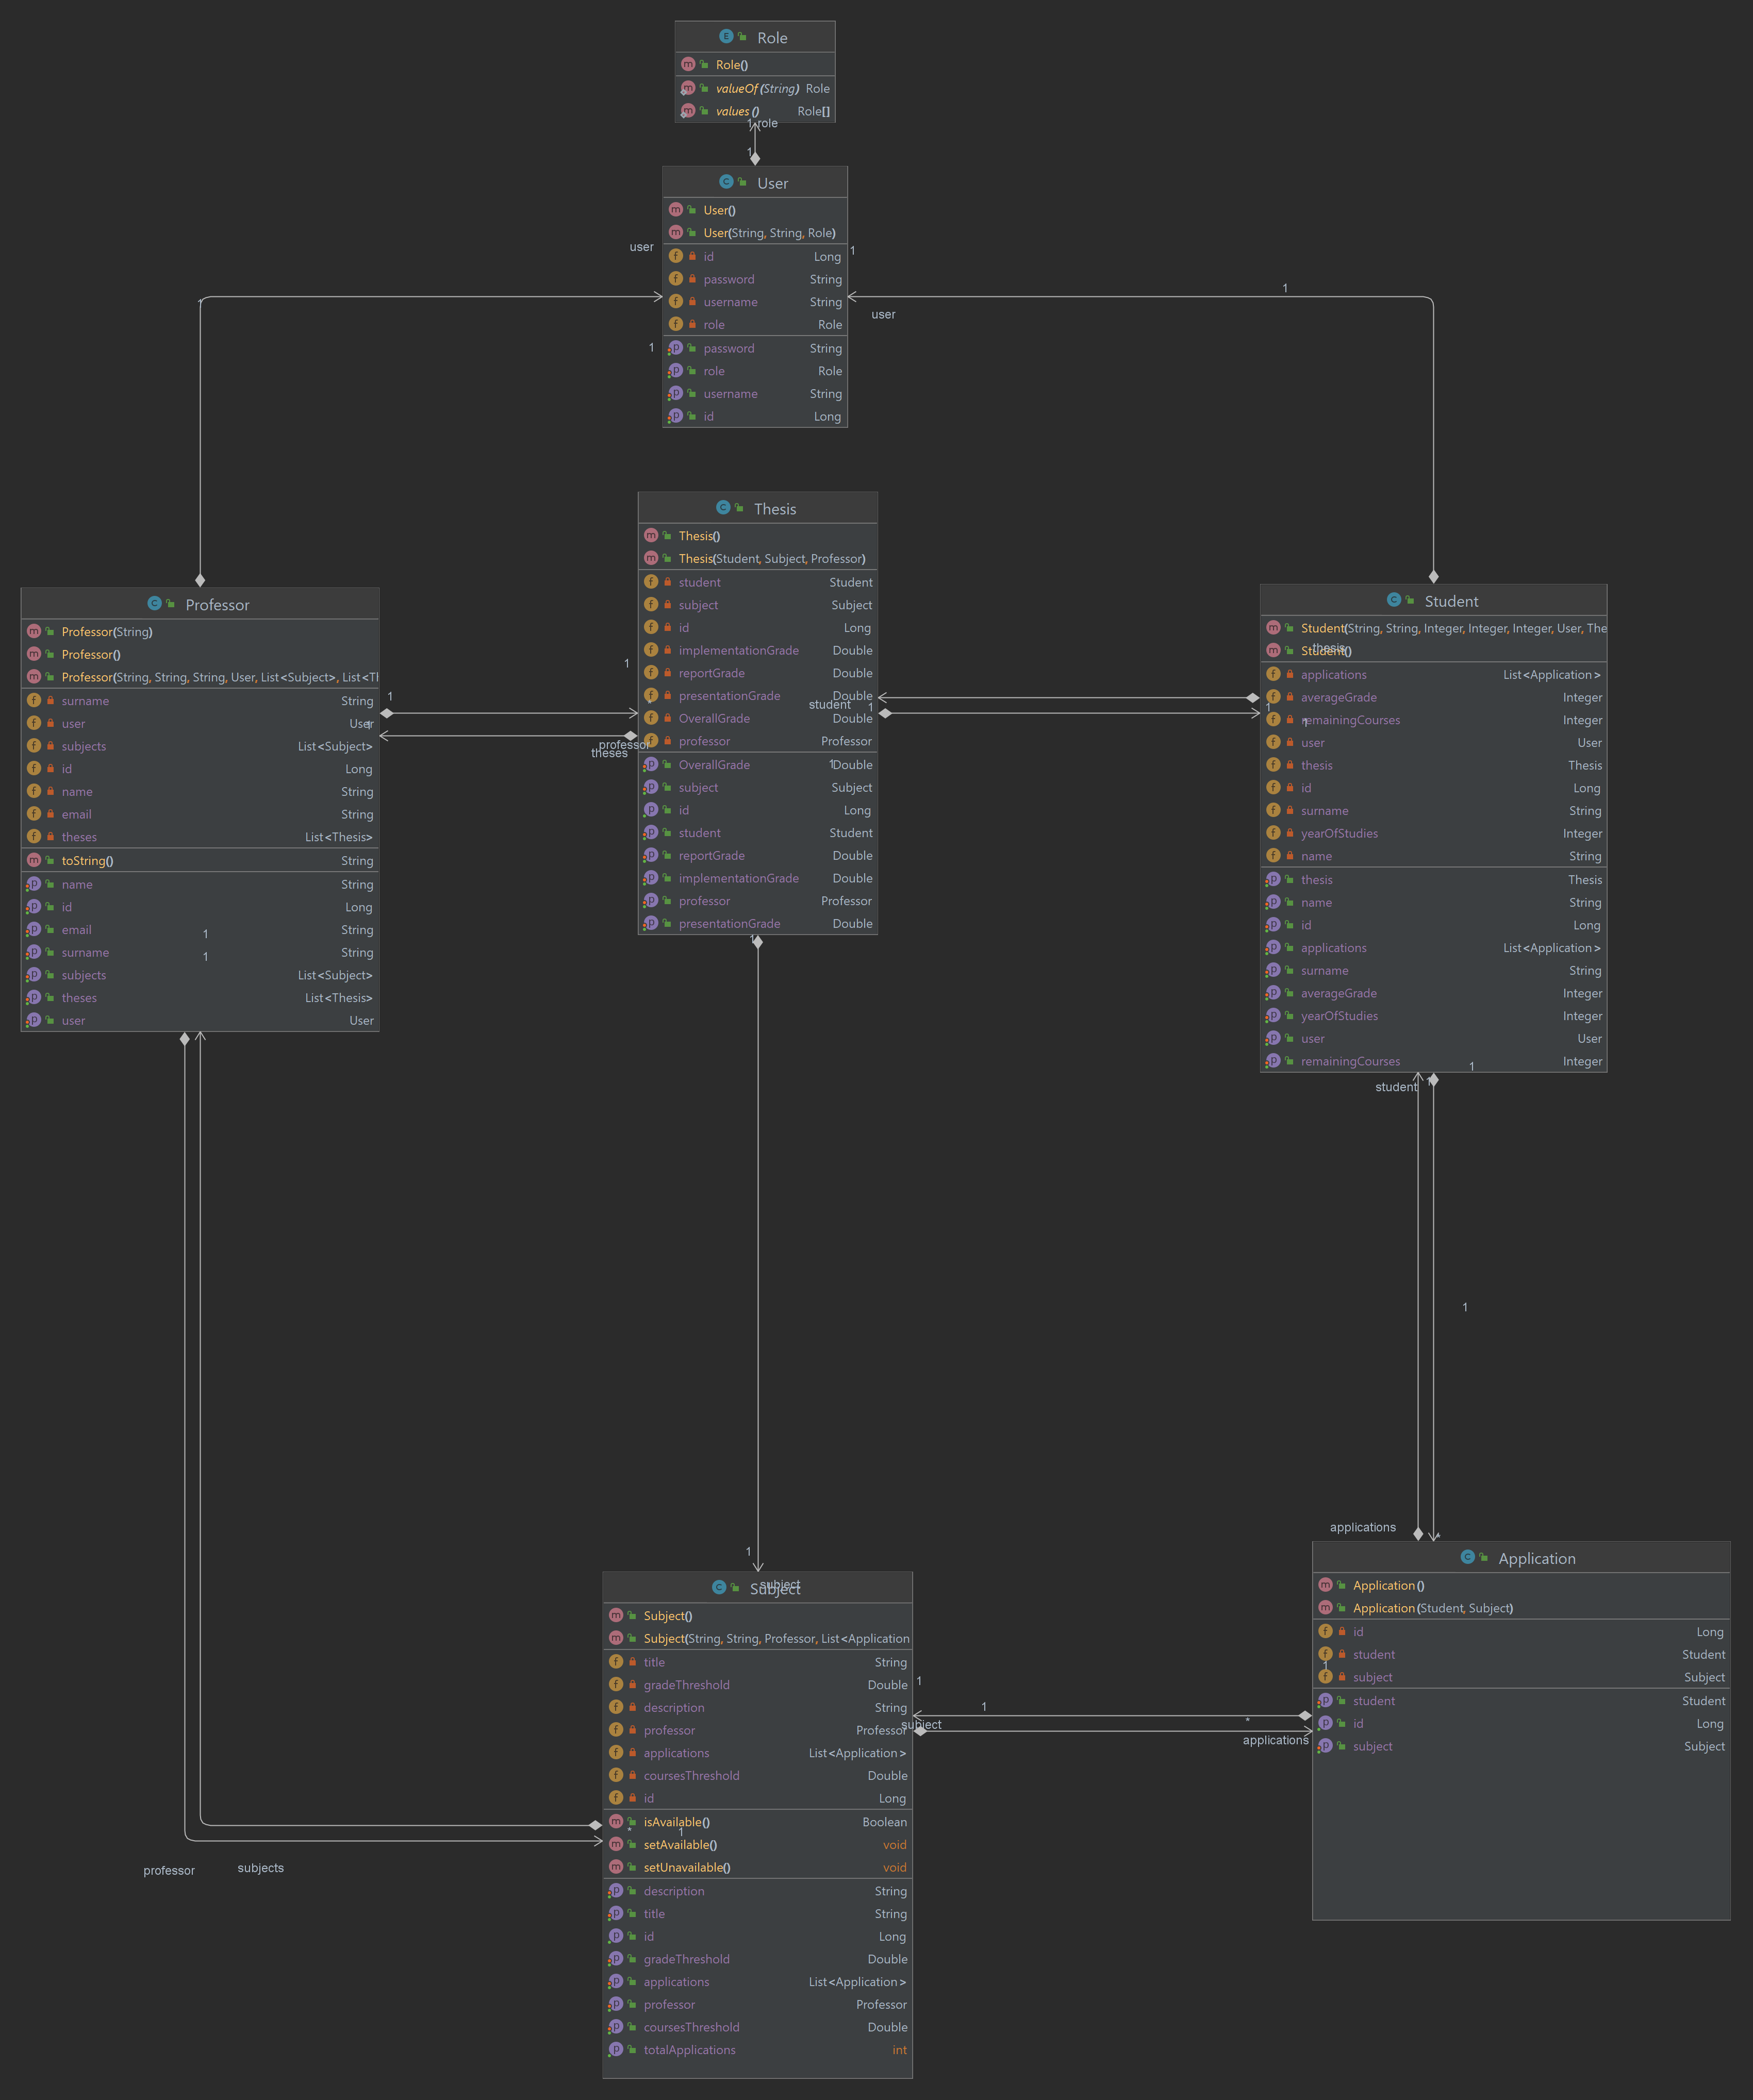 Role
Role()
valueOf(String) Role
values() Role[]
1 role
1
User
User()
User(String, String, Role)
user
1
id Long
password String
username String
role Role
1
password String
role Role
username String
id Long
1
1
user
Thesis
Thesis()
Thesis(Student, Subject, Professor)
student Student
subject Subject
id Long
implementationGrade Double
reportGrade Double
presentationGrade Double
OverallGrade Double
professor Professor
OverallGrade Double
subject Subject
id Long
student Student
reportGrade Double
implementationGrade Double
professor Professor
presentationGrade Double
1
*
student
1
1
professor
theses
1
Professor
Professor(String)
Professor()
Professor(String, String, String, User, List<Subject>, List<Th
surname String
user User
subjects List<Subject>
id Long
name String
email String
theses List<Thesis>
toString() String
name String
id Long
email String
surname String
subjects List<Subject>
theses List<Thesis>
user User
1
1
1
1
Student
Student(String, String, Integer, Integer, Integer, User, The
Student()
thesis
applications List<Application>
averageGrade Integer
remainingCourses Integer
user User
thesis Thesis
id Long
surname String
yearOfStudies Integer
name String
thesis Thesis
name String
id Long
applications List<Application>
surname String
averageGrade Integer
yearOfStudies Integer
user User
remainingCourses Integer
1
1
1
student
1
1
applications
*
Application
Application()
Application(Student, Subject)
id Long
student Student
subject Subject
1
student Student
id Long
subject Subject
1
subject
Subject
Subject()
Subject(String, String, Professor, List<Application
title String
gradeThreshold Double
description String
professor Professor
applications List<Application>
coursesThreshold Double
id Long
isAvailable() Boolean
setAvailable() void
setUnavailable() void
description String
title String
id Long
gradeThreshold Double
applications List<Application>
professor Professor
coursesThreshold Double
totalApplications int
1
1
*
subject
applications
*
1
professor
subjects